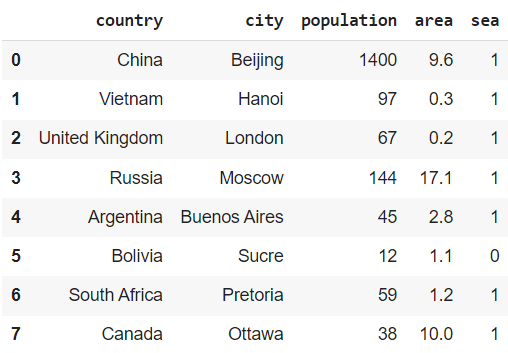 country city population area sea
0 China Beijing 1400 9.6 1
1 Vietnam Hanoi 97 0.3 1
2 United Kingdom London 67 0.2 1
3 Russia Moscow 144 17.1 1
4 Argentina Buenos Aires 45 2.8 1
5 Bolivia Sucre 12 1.1 0
6 South Africa Pretoria 59 1.2 1
7 Canada Ottawa 38 10.0 1